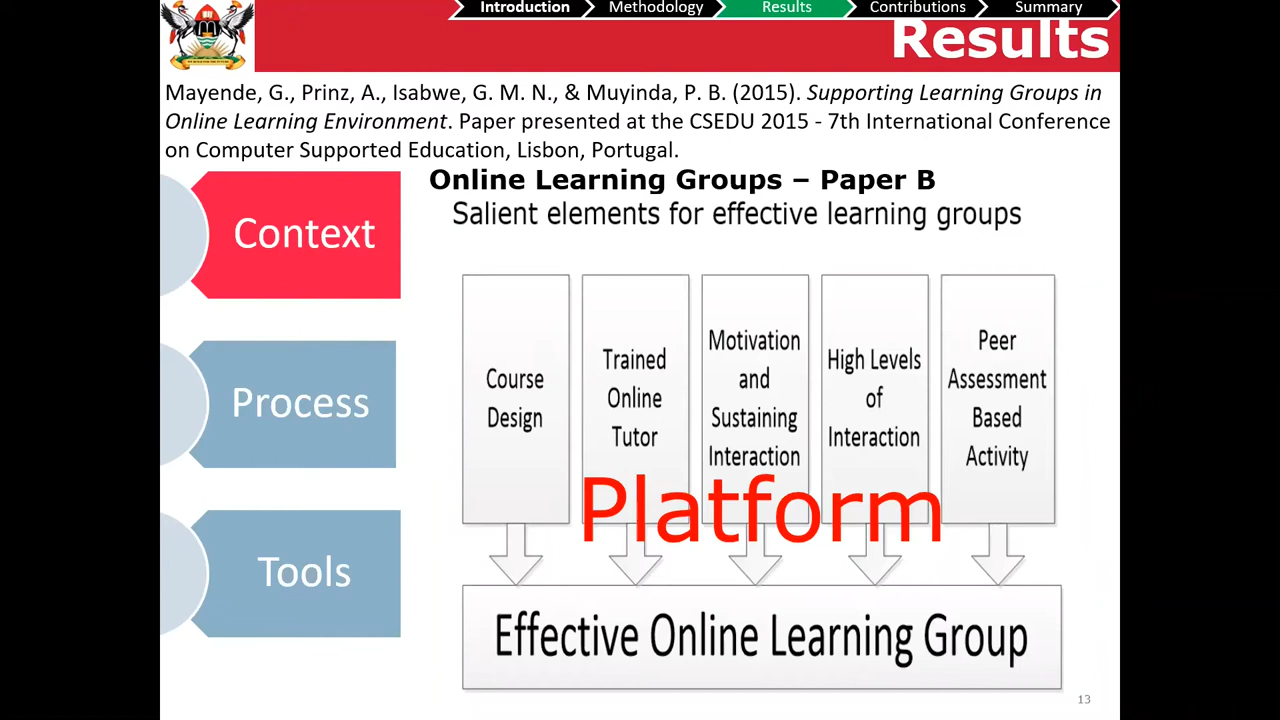 Introduction
Methodology
Results
Contributions
Summary
Results
Mayende, G., Prinz, A., Isabwe, G. M. N., & Muyinda, P. B. (2015). Supporting Learning Groups in
Online Learning Environment. Paper presented at the CSEDU 2015 - 7th International Conference
on Computer Supported Education, Lisbon, Portugal.
Context
Process
Tools
Online Learning Groups – Paper B
Salient elements for effective learning groups
Course
Design
Trained
Online
Tutor
Motivation
and
Sustaining
Interaction
High Levels
of
Interaction
Peer
Assessment
Based
Activity
Platform
Effective Online Learning Group
13